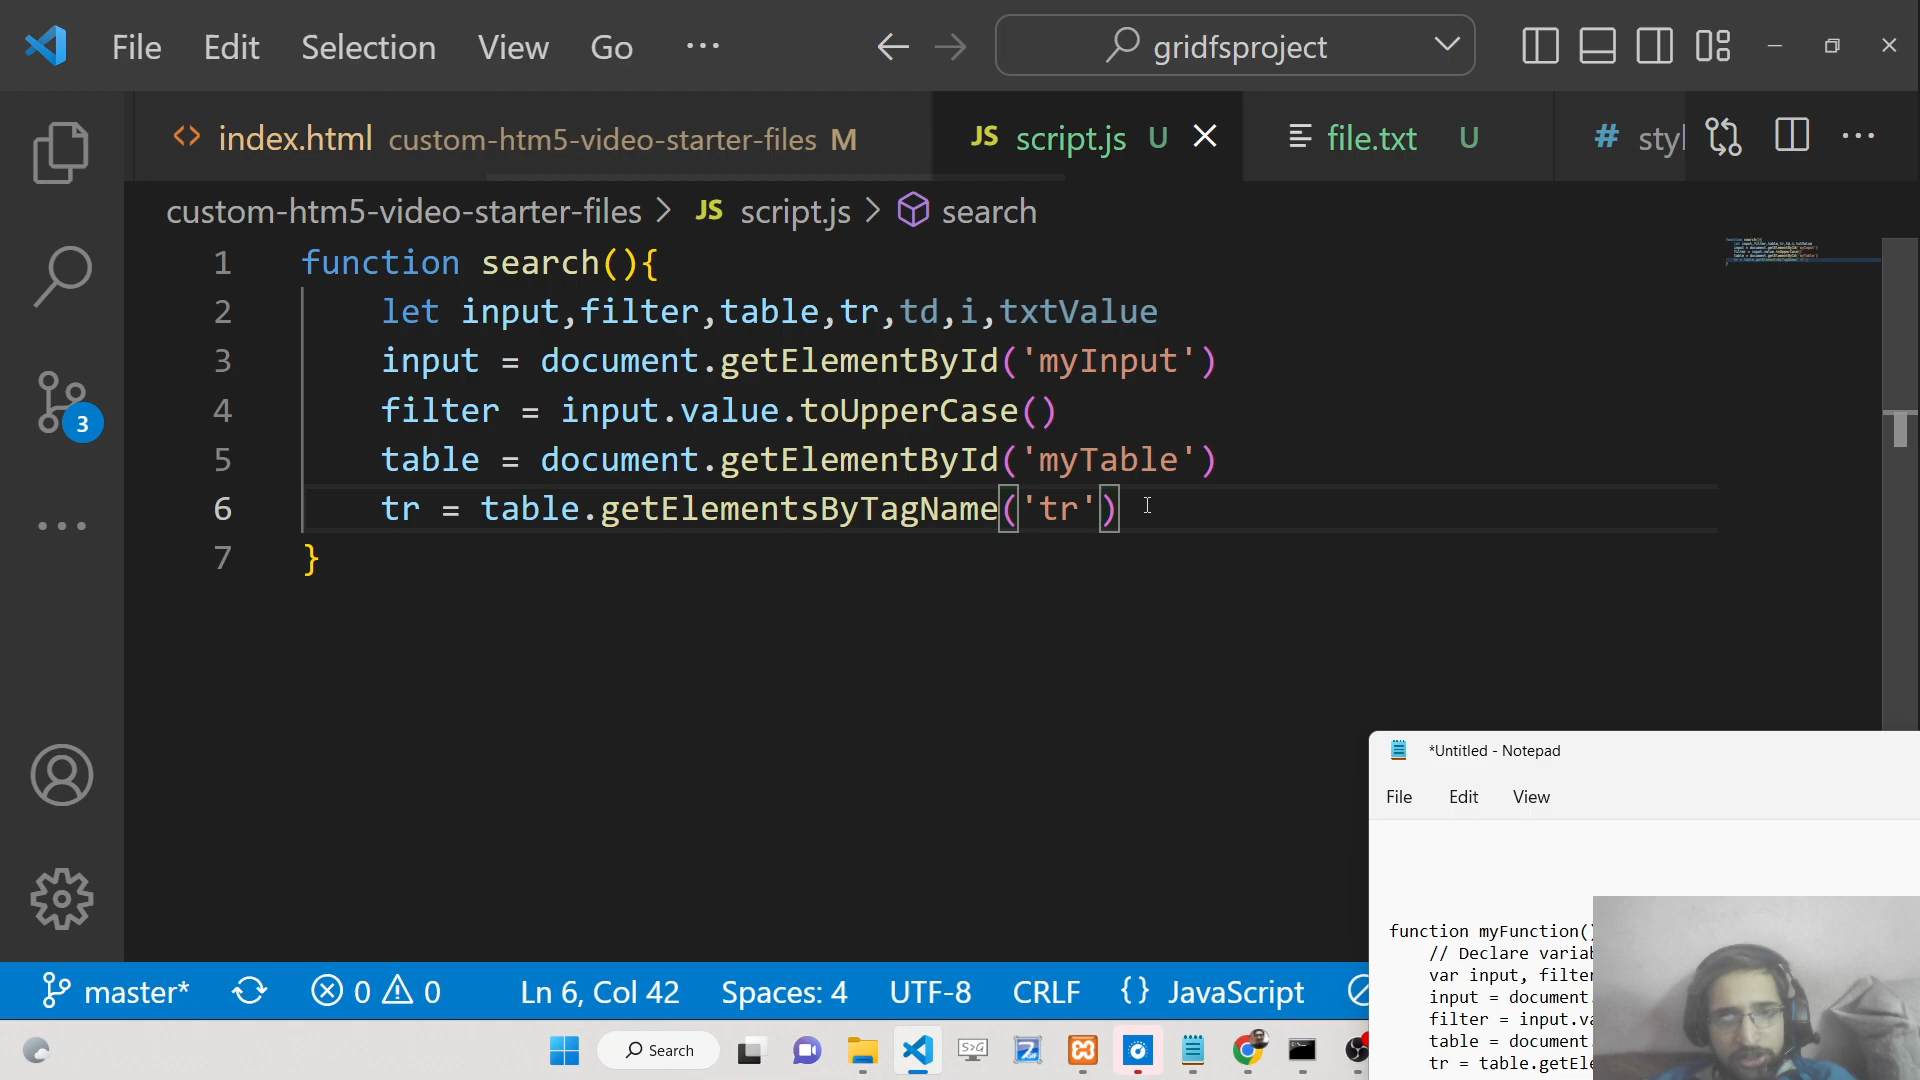 File Edit Selection View Go ···
gridfsproject
<> index.html custom-htm5-video-starter-files M
JS script.js U
file.txt U
# styl
custom-htm5-video-starter-files > JS script.js > search
1 function search(){
2 let input,filter,table,tr,td,i,txtValue
3 input = document.getElementById('myInput')
4 filter = input.value.toUpperCase()
5 table = document.getElementById('myTable')
6 tr = table.getElementsByTagName('tr')
7 }
3
*Untitled - Notepad
File Edit View
function myFunction()
// Declare variab
var input, filter
input = document.
filter = input.va
table = document.
tr = table.getEle
master* 0 0 Ln 6, Col 42 Spaces: 4 UTF-8 CRLF {} JavaScript
Search